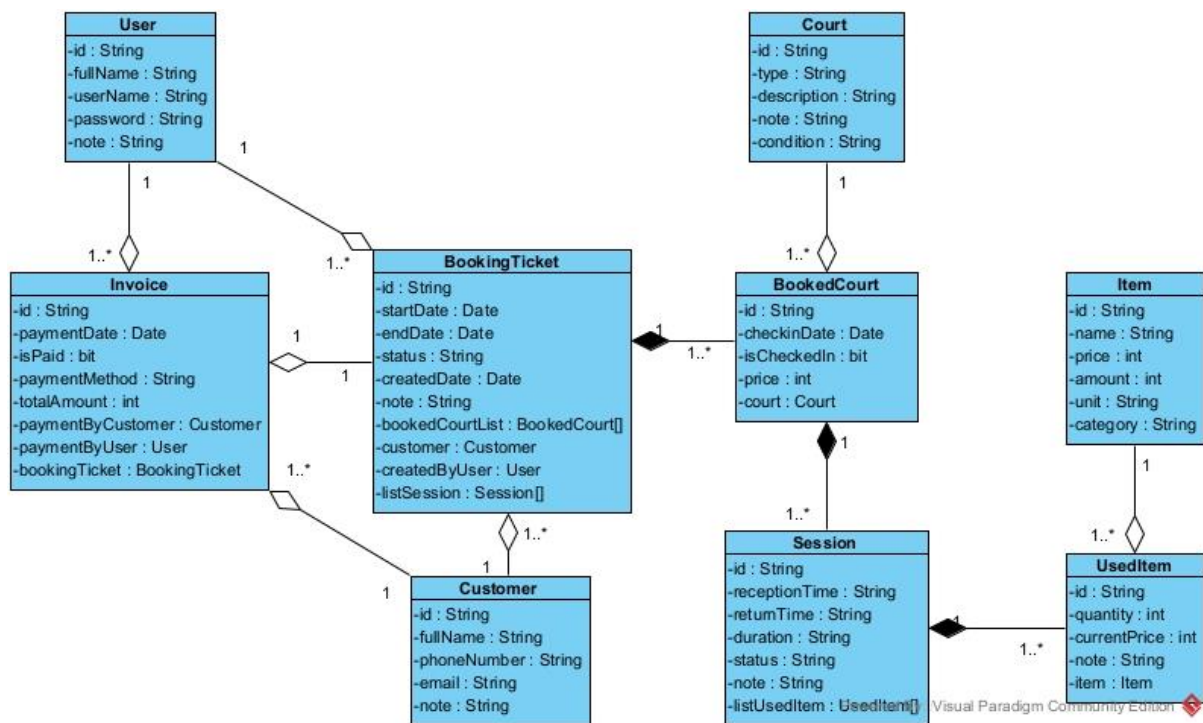 User
-id : String
-fullName : String
-userName : String
-password : String
-note : String
1
1
1..*
1..*
Court
-id : String
-type : String
-description : String
-note : String
-condition : String
1
1..*
Invoice
-id : String
-paymentDate : Date
-isPaid : bit
-paymentMethod : String
-totalAmount : int
-paymentByCustomer : Customer
-paymentByUser : User
-bookingTicket : BookingTicket
1
1
1..*
1
BookingTicket
-id : String
-startDate : Date
-endDate : Date
-status : String
-createdDate : Date
-note : String
-bookedCourtList : BookedCourt[]
-customer : Customer
-createdByUser : User
-listSession : Session[]
1
1..*
1..*
1
BookedCourt
-id : String
-checkinDate : Date
-isCheckedIn : bit
-price : int
-court : Court
1
1..*
Item
-id : String
-name : String
-price : int
-amount : int
-unit : String
-category : String
1
1..*
Customer
-id : String
-fullName : String
-phoneNumber : String
-email : String
-note : String
Session
-id : String
-receptionTime : String
-returnTime : String
-duration : String
-status : String
-note : String
-listUsedItem : UsedItem[]
1
1..*
UsedItem
-id : String
-quantity : int
-currentPrice : int
-note : String
-item : Item
Visual Paradigm Community Edition